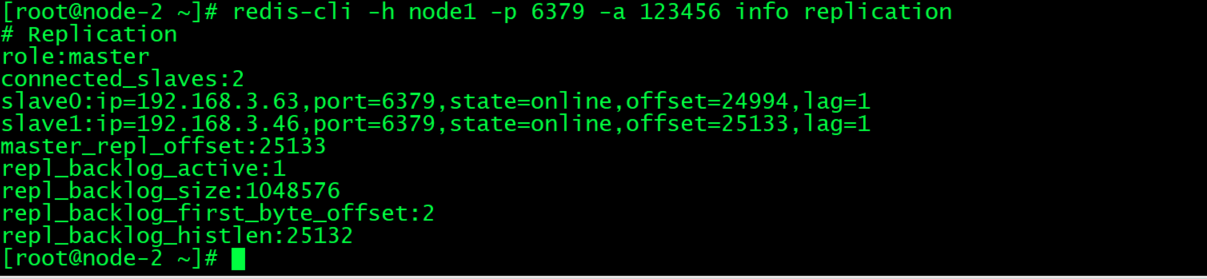 [root@node-2 ~]# redis-cli -h node1 -p 6379 -a 123456 info replication
# Replication
role:master
connected_slaves:2
slave0:ip=192.168.3.63,port=6379,state=online,offset=24994,lag=1
slave1:ip=192.168.3.46,port=6379,state=online,offset=25133,lag=1
master_repl_offset:25133
repl_backlog_active:1
repl_backlog_size:1048576
repl_backlog_first_byte_offset:2
repl_backlog_histlen:25132
[root@node-2 ~]#